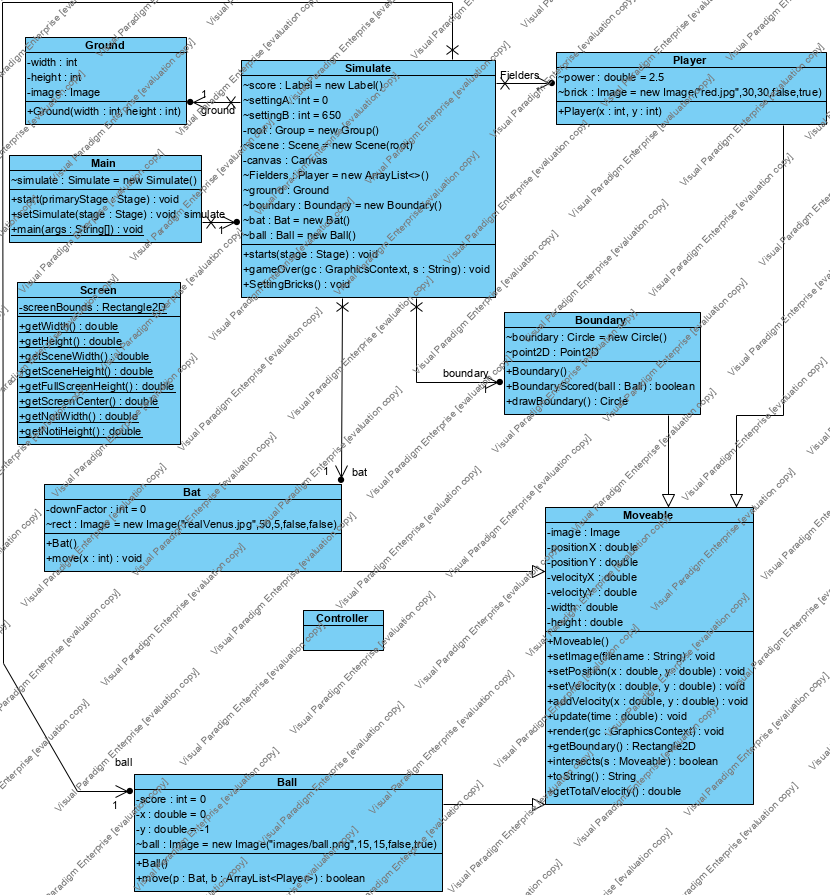 Ground
-width : int
-height : int
-image : Image
+Ground(width : int, height : int)
1
ground
Simulate
~score : Label = new Label()
~settingA : int = 0
~settingB : int = 650
-root : Group = new Group()
-scene : Scene = new Scene(root)
-canvas : Canvas
~Fielders : Player = new ArrayList<>()
~ground : Ground
~boundary : Boundary = new Boundary()
~bat : Bat = new Bat()
~ball : Ball = new Ball()
+starts(stage : Stage) : void
+gameOver(gc : GraphicsContext, s : String) : void
+SettingBricks() : void
Fielders
Player
~power : double = 2.5
~brick : Image = new Image("red.jpg",30,30,false,true)
+Player(x : int, y : int)
Main
~simulate : Simulate = new Simulate()
+start(primaryStage : Stage) : void
+setSimulate(stage : Stage) : void
+main(args : String[]) : void
simulate
1
Screen
-screenBounds : Rectangle2D
+getWidth() : double
+getHeight() : double
+getSceneWidth() : double
+getSceneHeight() : double
+getFullScreenHeight() : double
+getScreenCenter() : double
+getNotiWidth() : double
+getNotiHeight() : double
Boundary
~boundary : Circle = new Circle()
~point2D : Point2D
+Boundary()
+BoundaryScored(ball : Ball) : boolean
+drawBoundary() : Circle
boundary
1
bat
Bat
-downFactor : int = 0
~rect : Image = new Image("realVenus.jpg",50,5,false,false)
+Bat()
+move(x : int) : void
Controller
Moveable
-image : Image
-positionX : double
-positionY : double
-velocityX : double
-velocityY : double
-width : double
-height : double
+Moveable()
+setImage(filename : String) : void
+setPosition(x : double, y : double) : void
+setVelocity(x : double, y : double) : void
+addVelocity(x : double, y : double) : void
+update(time : double) : void
+render(gc : GraphicsContext) : void
+getBoundary() : Rectangle2D
+intersects(s : Moveable) : boolean
+toString() : String
+getTotalVelocity() : double
ball
1
Ball
-score : int = 0
-x : double = 0
-y : double = -1
~ball : Image = new Image("images/ball.png",15,15,false,true)
+Ball()
+move(p : Bat, b : ArrayList<Player>) : boolean
Visual Paradigm Enterprise [evaluation copy]